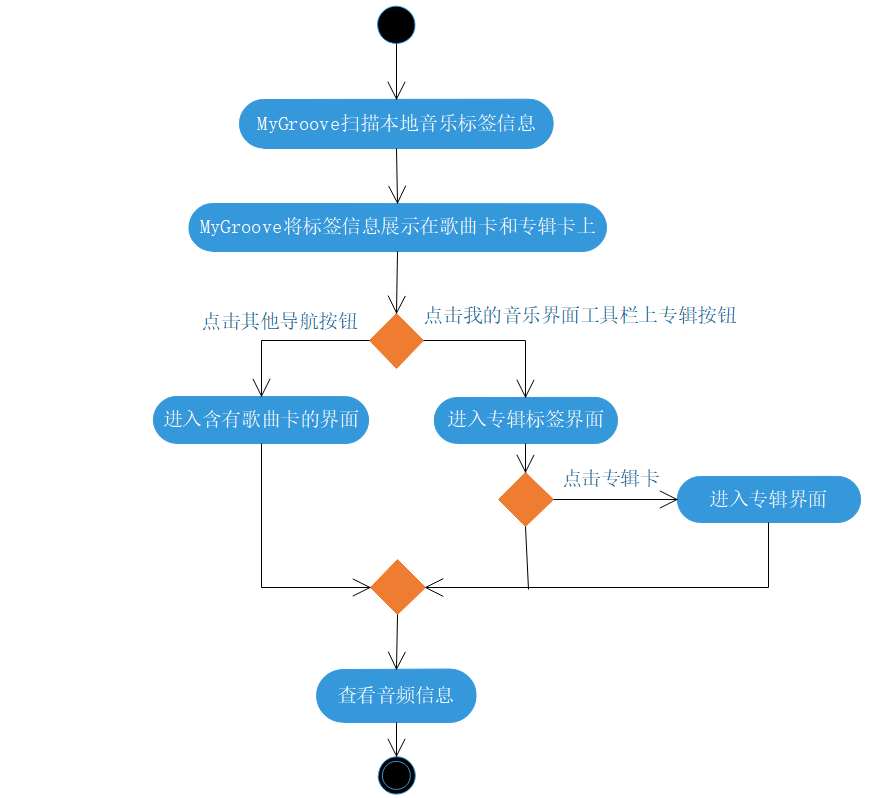 MyGroove扫描本地音乐标签信息
MyGroove将标签信息展示在歌曲卡和专辑卡上
点击其他导航按钮
点击我的音乐界面工具栏上专辑按钮
进入含有歌曲卡的界面
进入专辑标签界面
点击专辑卡
进入专辑界面
查看音频信息